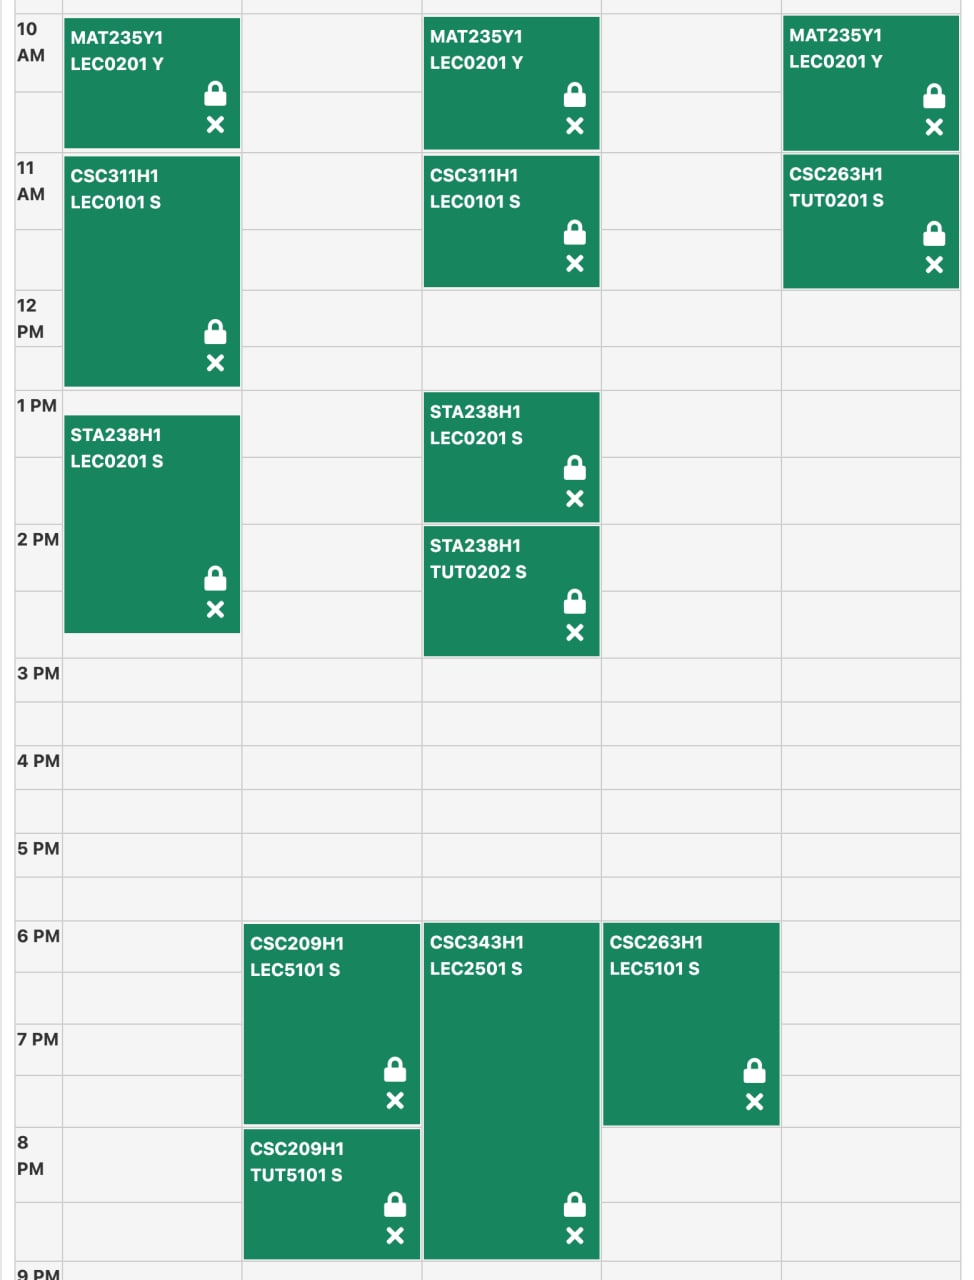 10
AM
MAT235Y1
LEC0201 Y
MAT235Y1
LEC0201 Y
MAT235Y1
LEC0201 Y
11
AM
CSC311H1
LEC0101 S
CSC311H1
LEC0101 S
CSC263H1
TUT0201 S
12
PM
1 PM
STA238H1
LEC0201 S
STA238H1
LEC0201 S
2 PM
STA238H1
TUT0202 S
3 PM
4 PM
5 PM
6 PM
CSC209H1
LEC5101 S
CSC343H1
LEC2501 S
CSC263H1
LEC5101 S
7 PM
8
PM
CSC209H1
TUT5101 S
9 PM